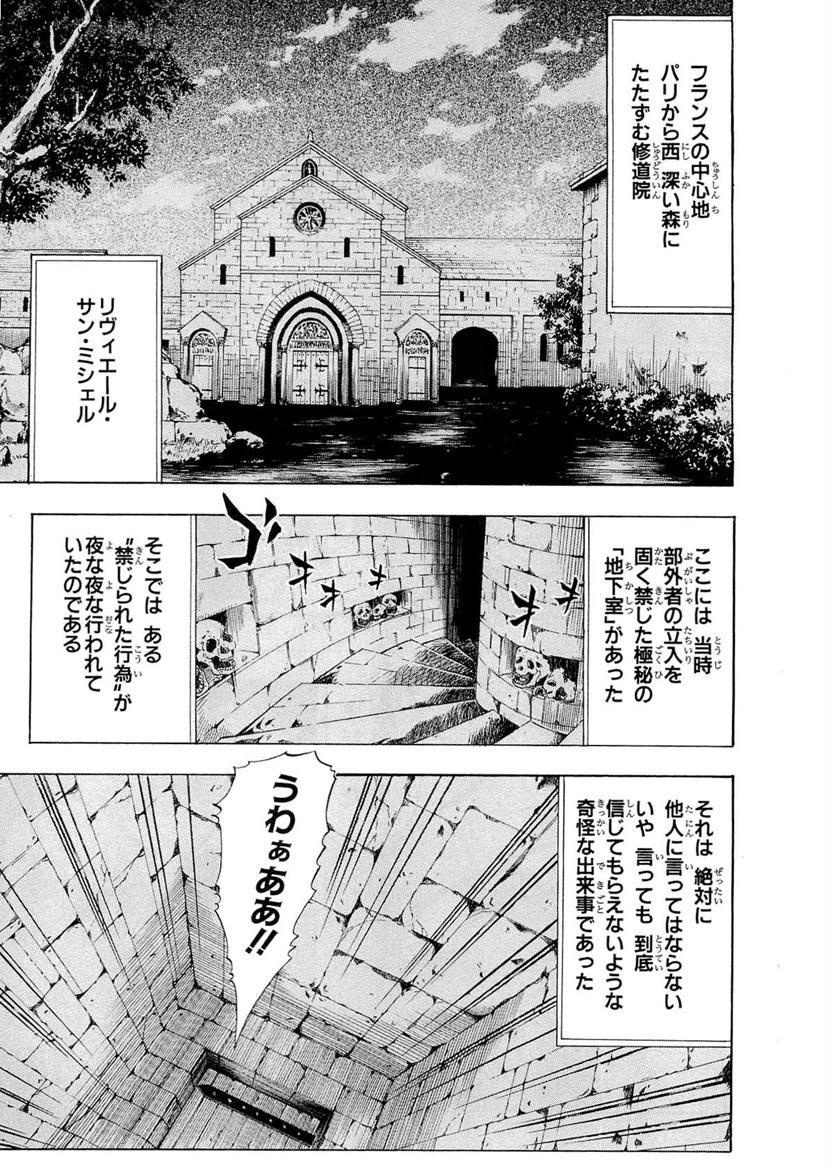 フランスの中心地
パリから西 深い森に
たたずむ修道院
リヴィエール・
サン・ミシェル
ここには 当時
部外者の立入を
固く禁じた極秘の
「地下室」があった
そこでは ある
“禁じられた行為”が
夜な夜な行われて
いたのである
それは 絶対に
他人に言ってはならない
いや 言っても 到底
信じてもらえないような
奇怪な出来事であった
うわぁああ!!